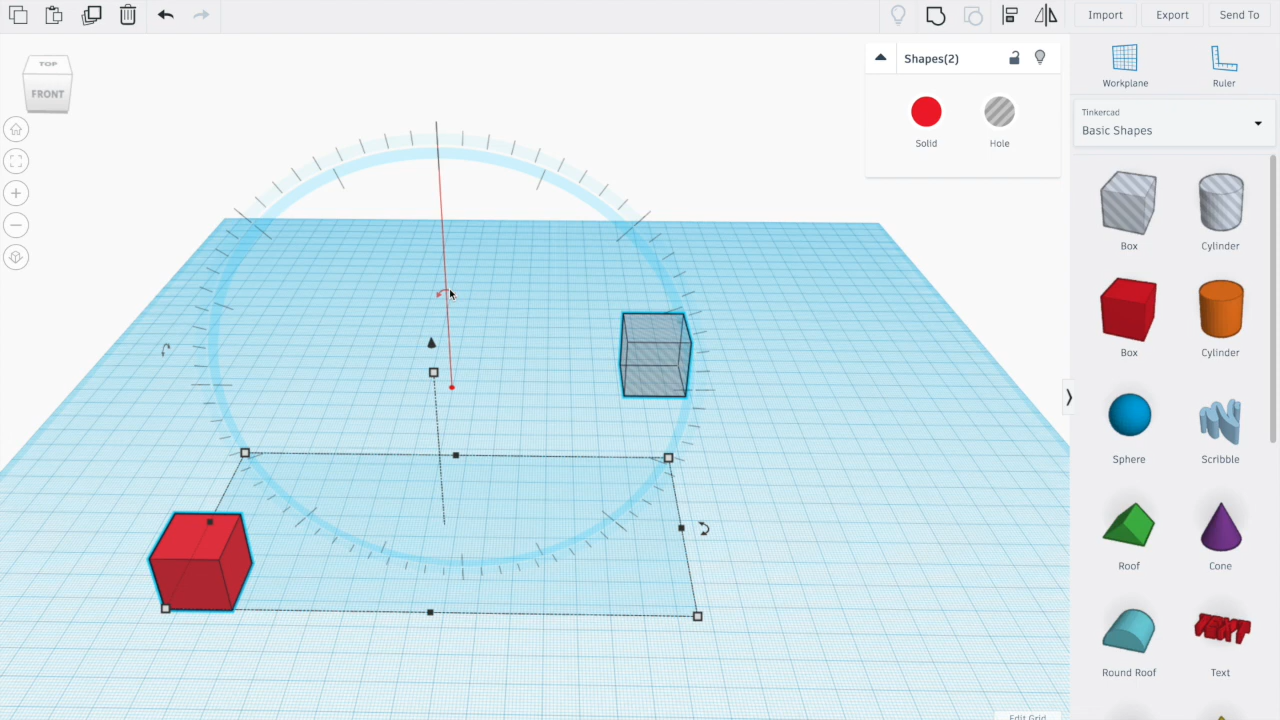 Import Export Send To
TOP
FRONT
Shapes(2)
Solid Hole
Workplane Ruler
Tinkercad
Basic Shapes
Box Cylinder
Box Cylinder
Sphere Scribble
Roof Cone
TEXT
Round Roof Text
Edit Grid